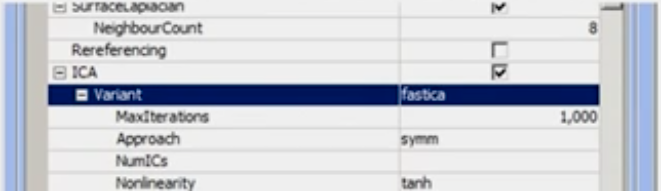 SurfaceLaplacian
NeighbourCount 8
Rereferencing
ICA
Variant fastica
MaxIterations 1,000
Approach symm
NumICs
Nonlinearity tanh